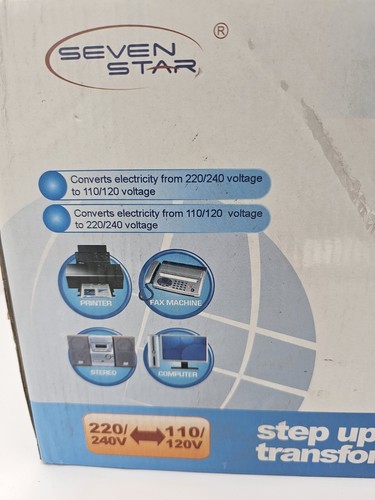 SEVEN
STAR
®
Converts electricity from 220/240 voltage
to 110/120 voltage
Converts electricity from 110/120 voltage
to 220/240 voltage
PRINTER
FAX MACHINE
STEREO
COMPUTER
220/
240V
110/
120V
step up